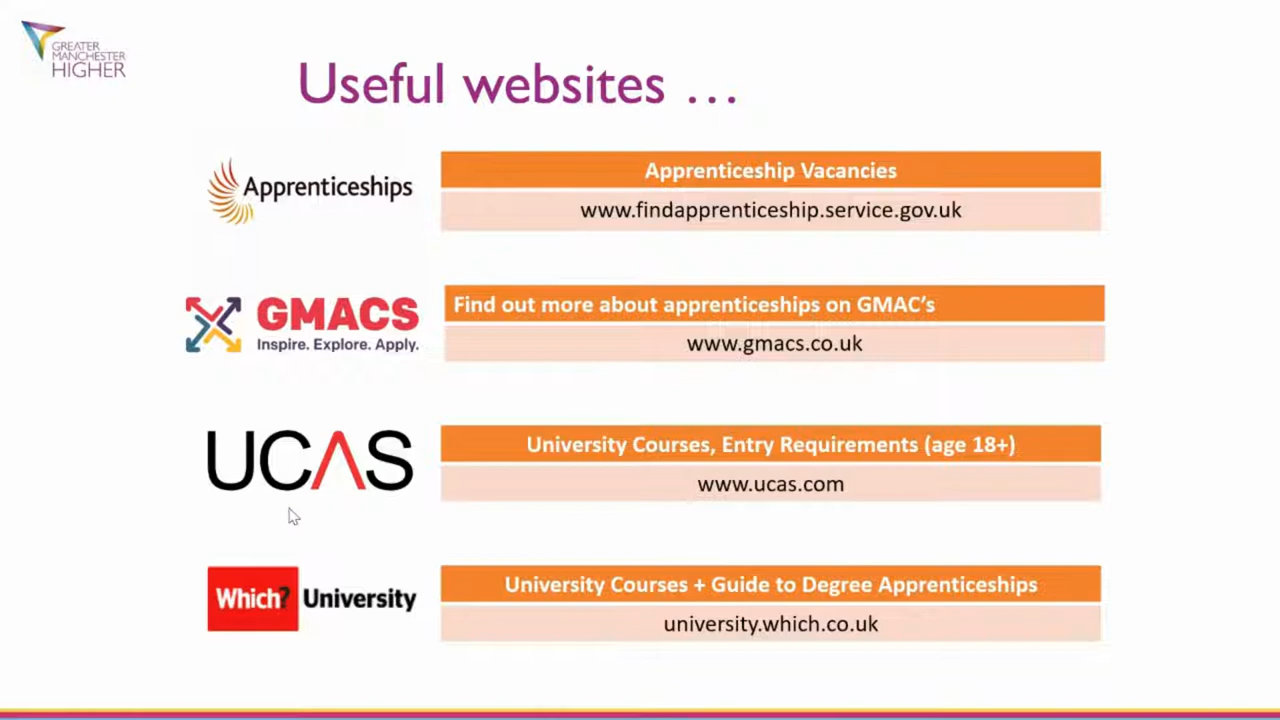 GREATER
MANCHESTER
HIGHER
Useful websites ...
Apprenticeships
Apprenticeship Vacancies
www.findapprenticeship.service.gov.uk
GMACS
Inspire. Explore. Apply.
Find out more about apprenticeships on GMAC's
www.gmacs.co.uk
UCAS
University Courses, Entry Requirements (age 18+)
www.ucas.com
Which? University
University Courses + Guide to Degree Apprenticeships
university.which.co.uk